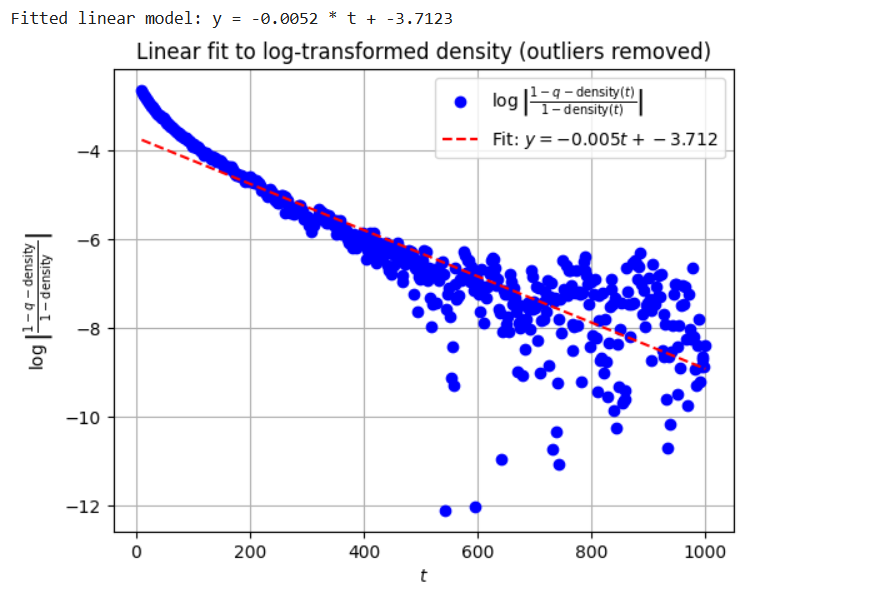 Fitted linear model: y = -0.0052 * t + -3.7123
Linear fit to log-transformed density (outliers removed)
log |(1 − q − density(t))/(1 − density(t))|
Fit: y = −0.005t + −3.712
log |(1 − q − density)/(1 − density)|
−4
−6
−8
−10
−12
0 200 400 600 800 1000
t